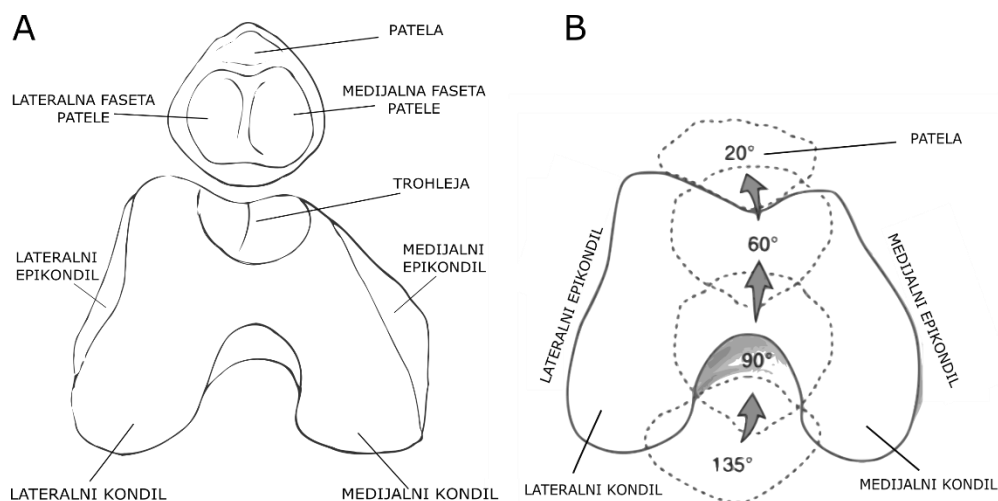 A
PATELA
LATERALNA FASETA
PATELE
MEDIJALNA FASETA
PATELE
TROHLEJA
LATERALNI
EPIKONDIL
MEDIJALNI
EPIKONDIL
LATERALNI KONDIL
MEDIJALNI KONDIL
B
PATELA
20°
60°
90°
135°
LATERALNI EPIKONDIL
MEDIJALNI EPIKONDIL
LATERALNI KONDIL
MEDIJALNI KONDIL